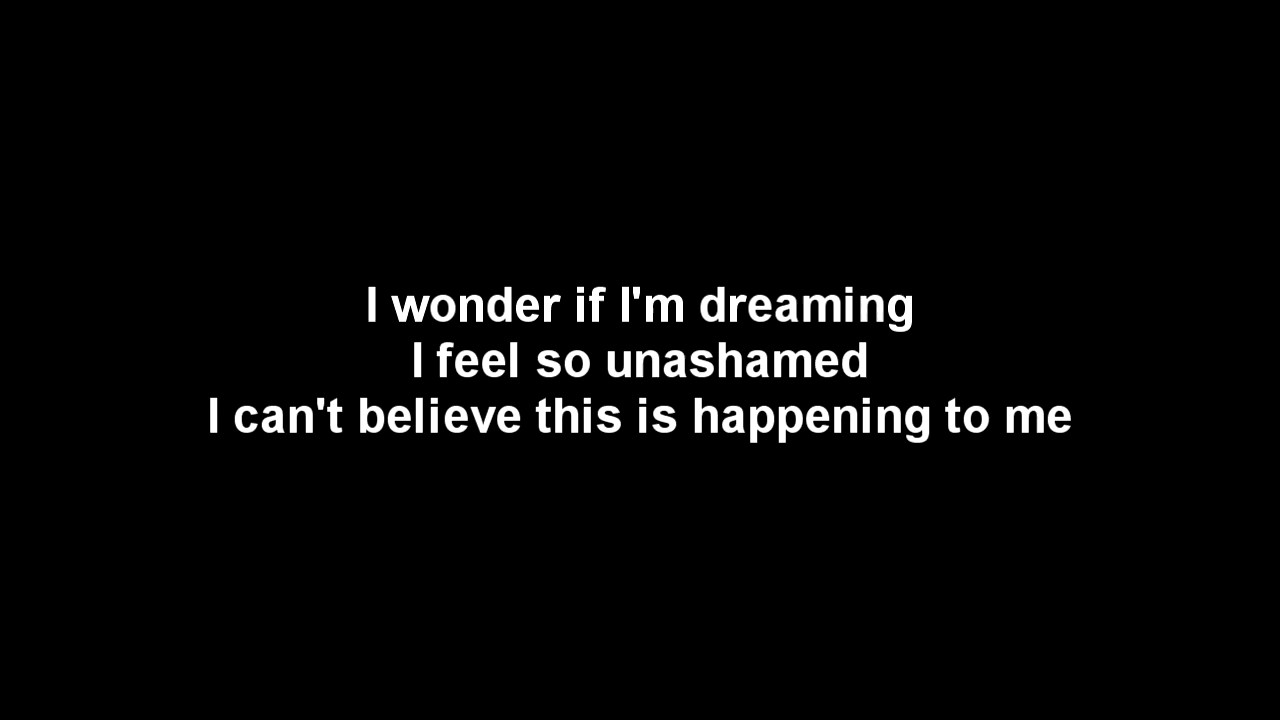 I wonder if I'm dreaming
I feel so unashamed
I can't believe this is happening to me